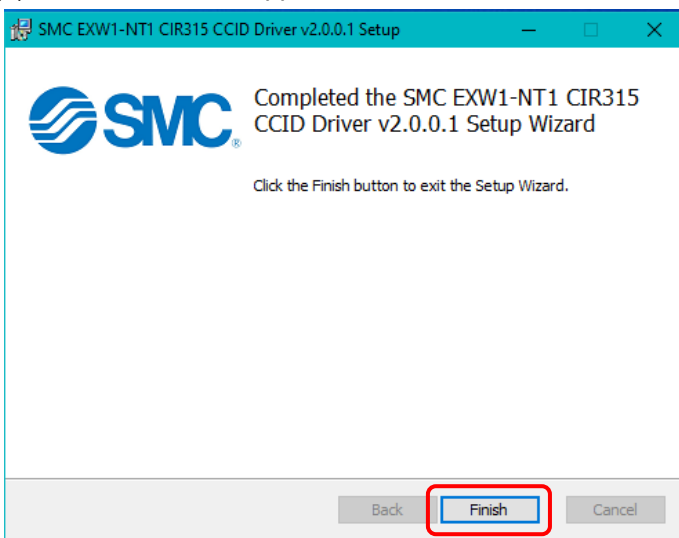 SMC EXW1-NT1 CIR315 CCID Driver v2.0.0.1 Setup
SMC®
Completed the SMC EXW1-NT1 CIR315
CCID Driver v2.0.0.1 Setup Wizard
Click the Finish button to exit the Setup Wizard.
Back Finish Cancel